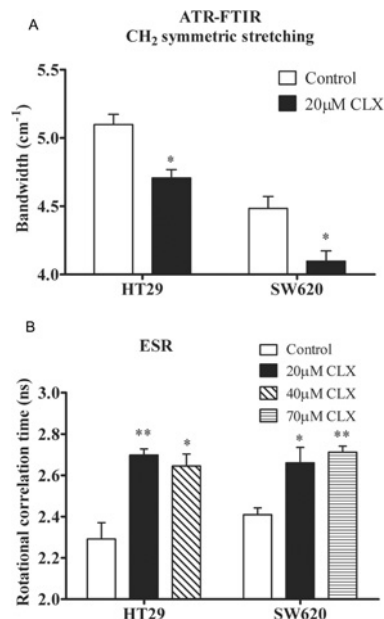 A
ATR-FTIR
CH₂ symmetric stretching
Control
20μM CLX
Bandwidth (cm⁻¹)
5.5
5.0
4.5
4.0
*
*
HT29
SW620
B
ESR
Control
20μM CLX
40μM CLX
70μM CLX
Rotational correlation time (ns)
3.0
2.8
2.6
2.4
2.2
2.0
**
*
*
**
HT29
SW620